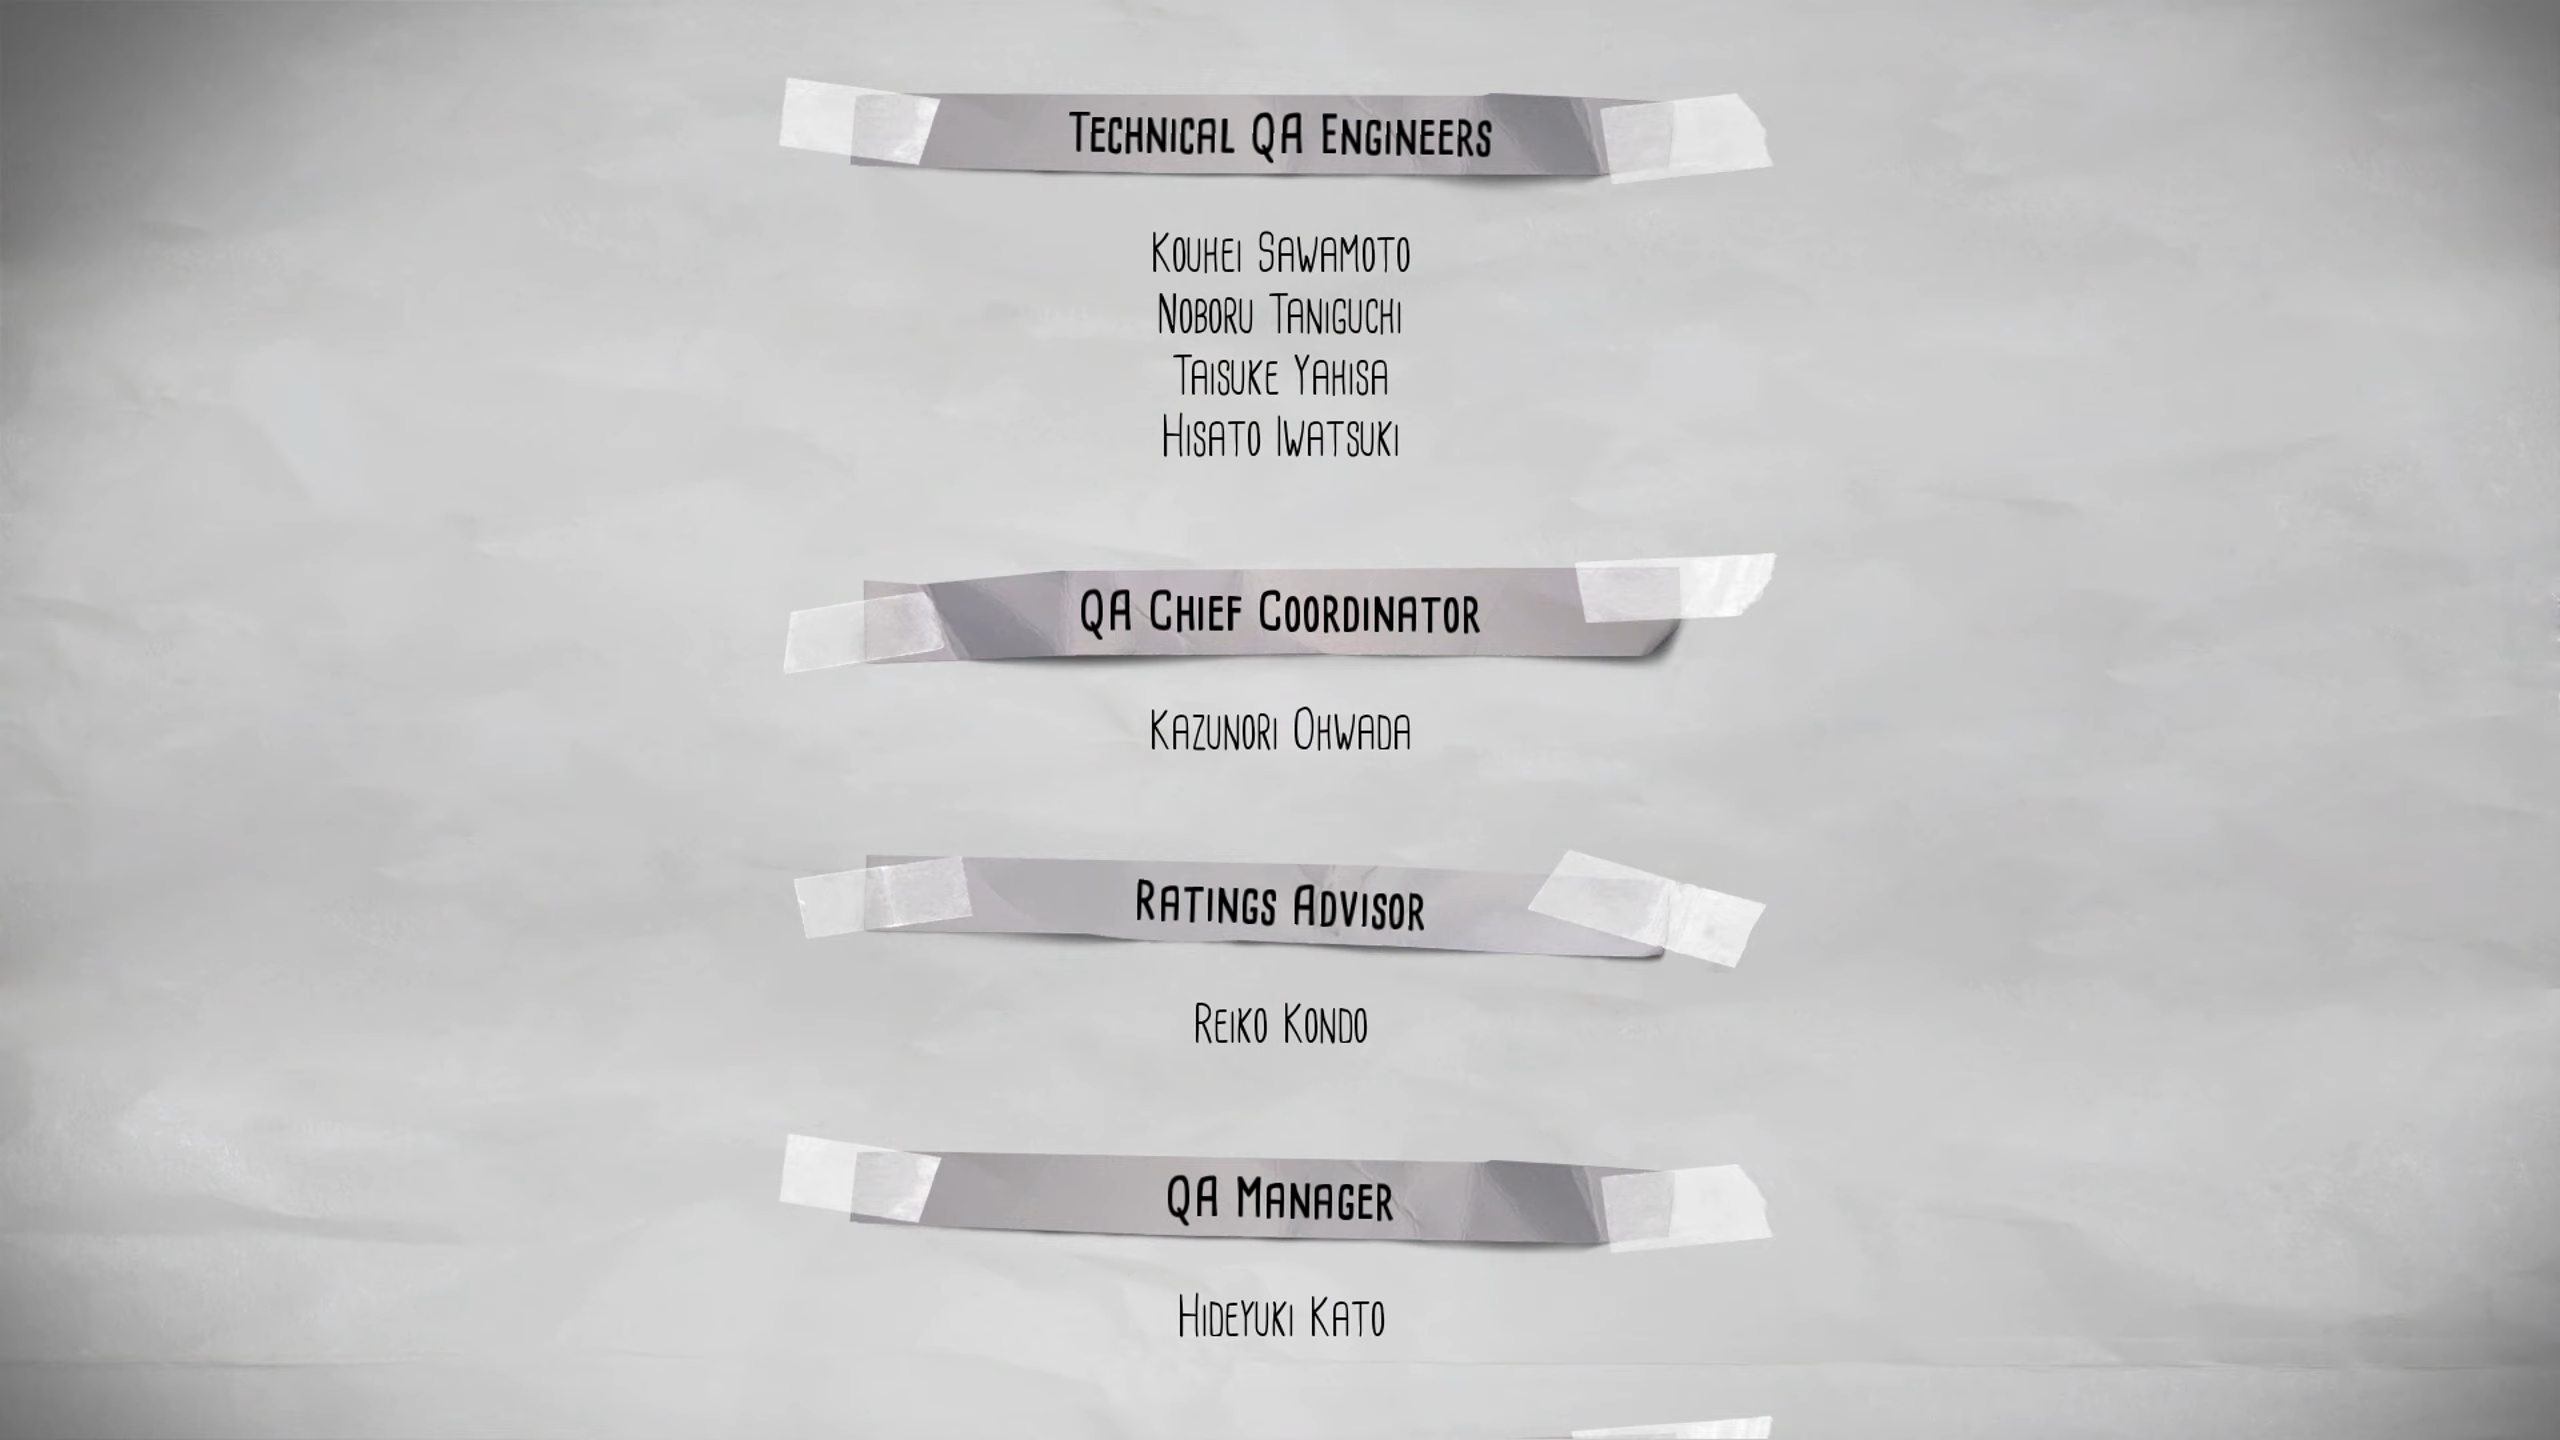 Technical QA Engineers
Kouhei Sawamoto
Noboru Taniguchi
Taisuke Yahisa
Hisato Iwatsuki
QA Chief Coordinator
Kazunori Ohwada
Ratings Advisor
Reiko Kondo
QA Manager
Hideyuki Kato